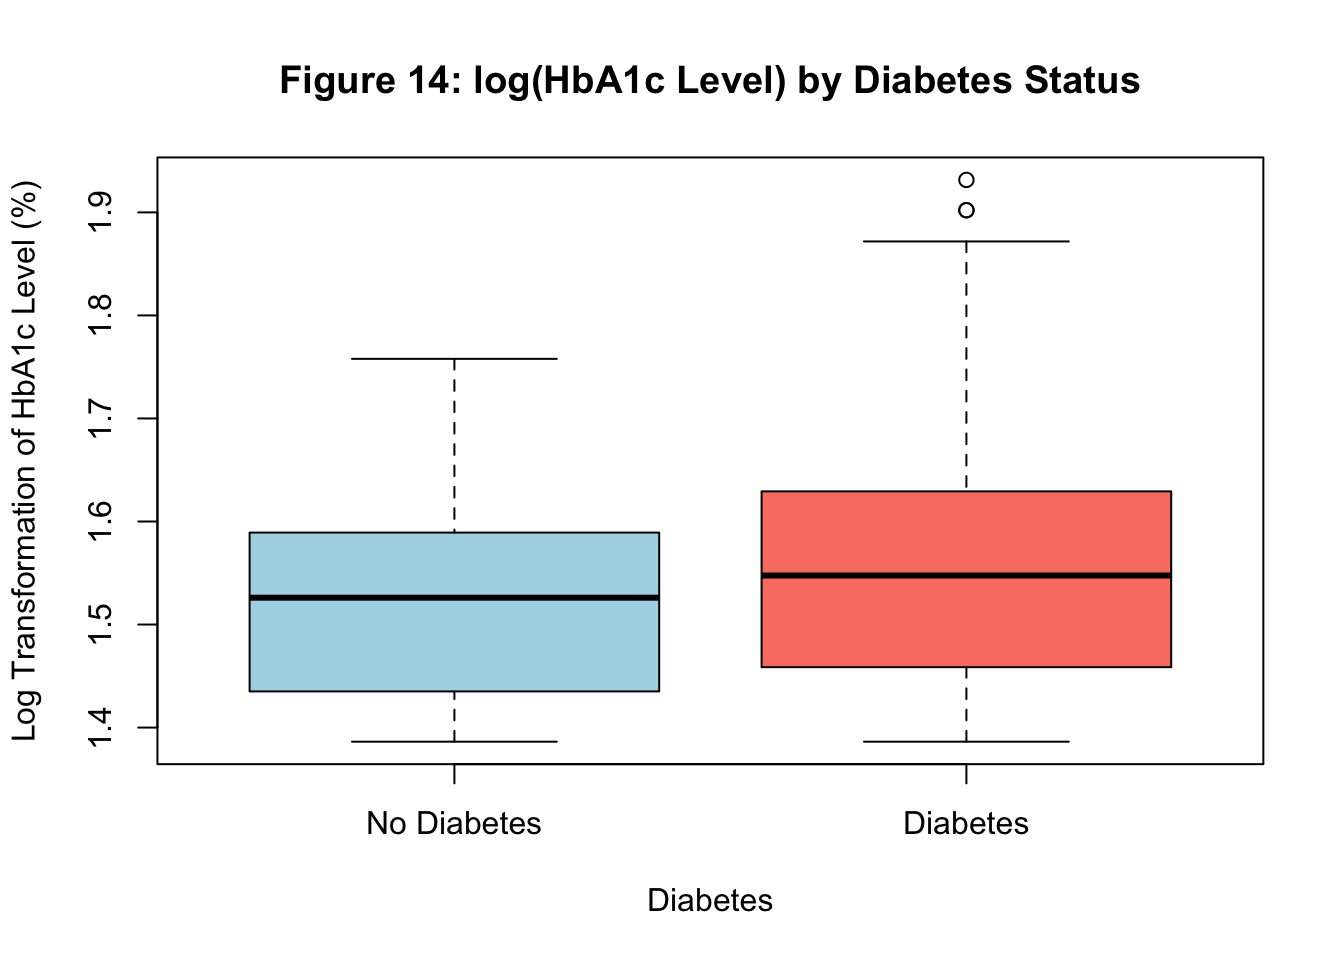 Figure 14: log(HbA1c Level) by Diabetes Status
Log Transformation of HbA1c Level (%)
1.9
1.8
1.7
1.6
1.5
1.4
No Diabetes
Diabetes
Diabetes